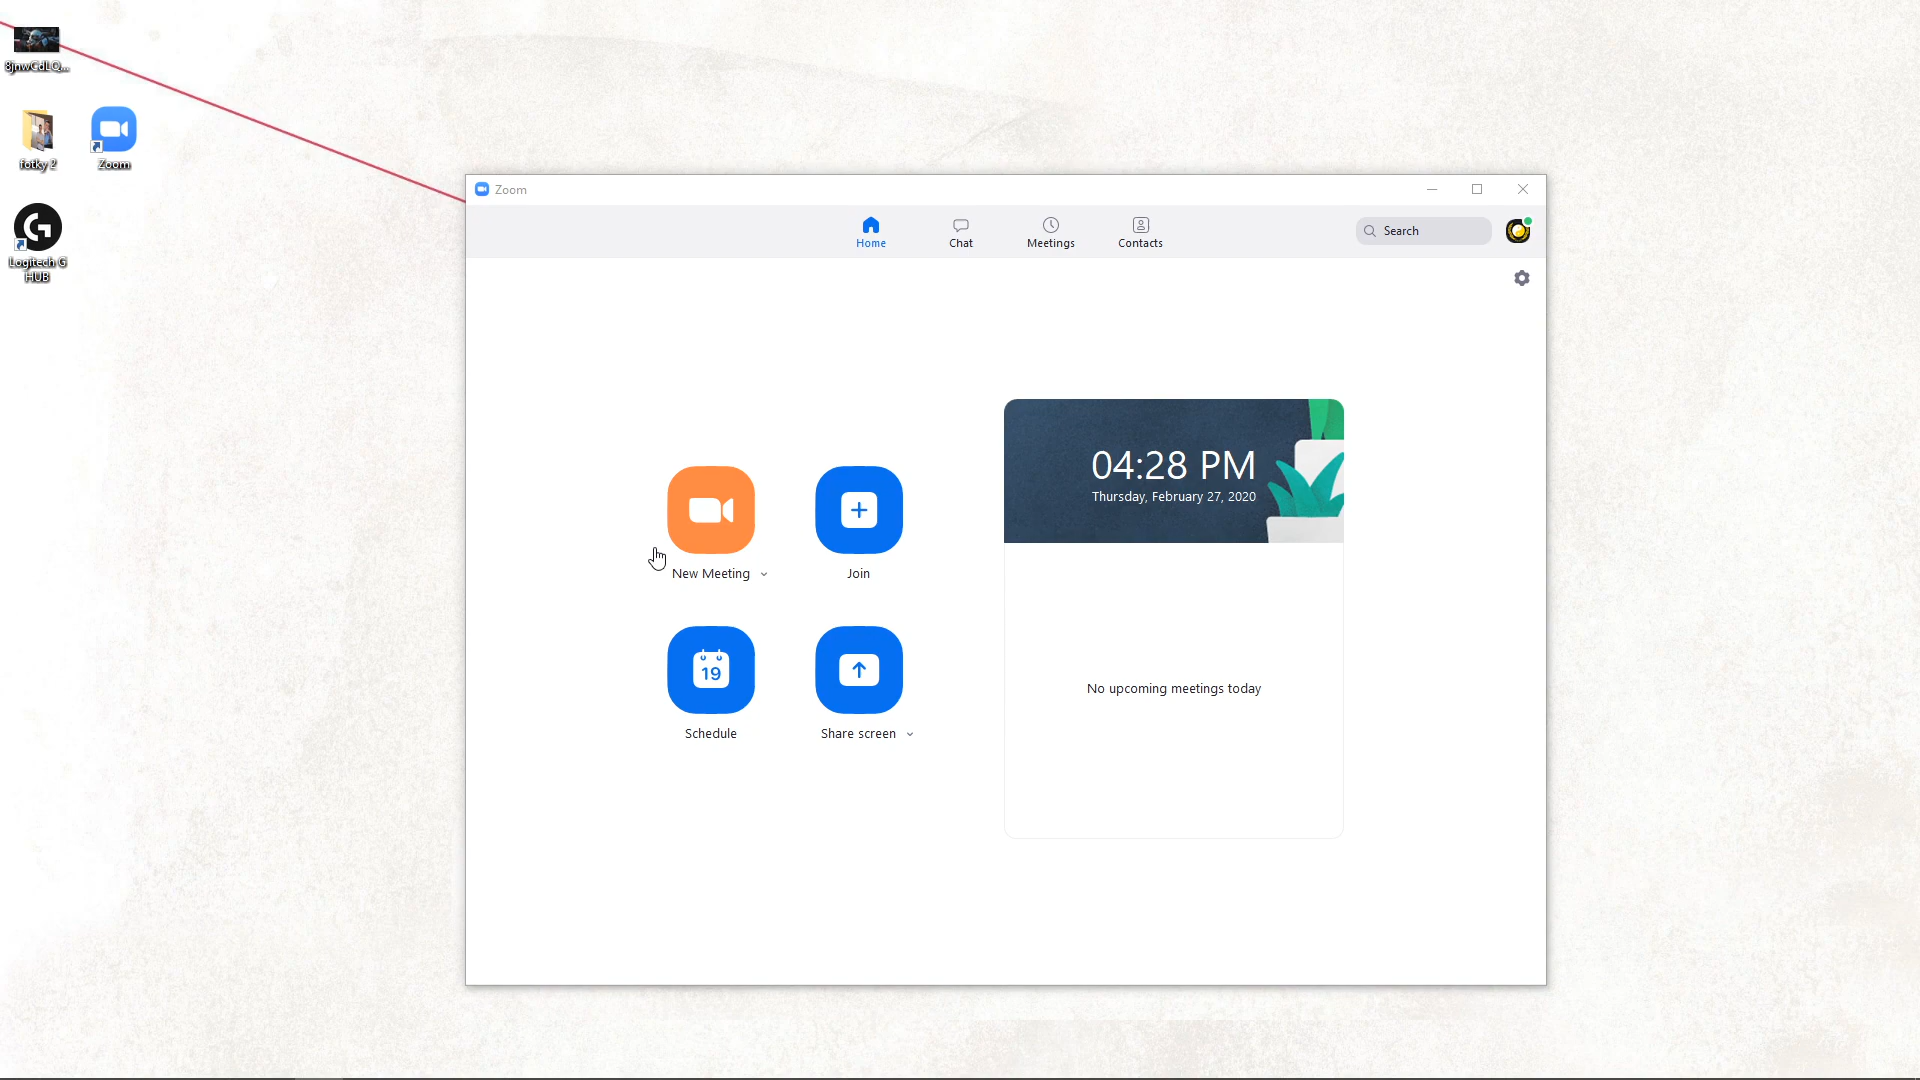 8jnwCdLQ...
fotky 2
Zoom
Logitech G
HUB
Zoom
Home
Chat
Meetings
Contacts
Search
04:28 PM
Thursday, February 27, 2020
New Meeting
Join
19
Schedule
Share screen
No upcoming meetings today